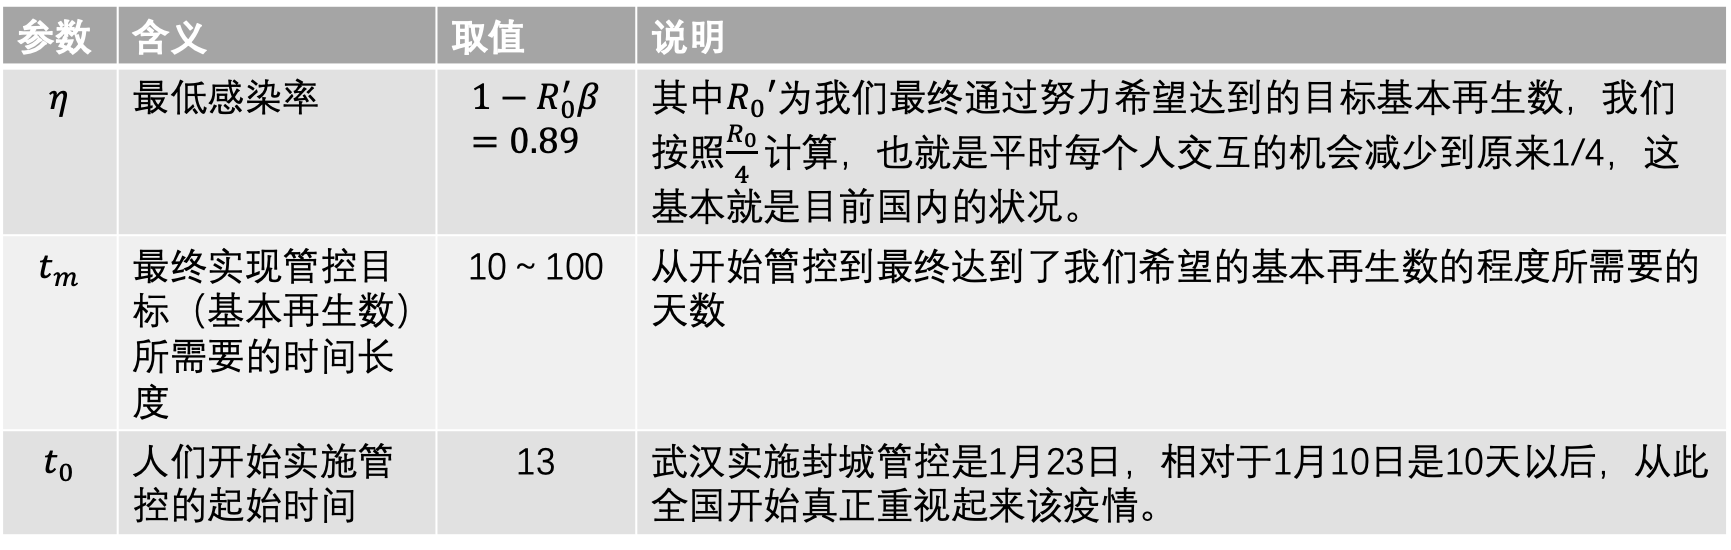 参数 含义 取值 说明
η 最低感染率 1 − R₀′β 其中R₀′为我们最终通过努力希望达到的目标基本再生数，我们
= 0.89 按照R₀/4 计算，也就是平时每个人交互的机会减少到原来1/4，这
基本就是目前国内的状况。
tₘ 最终实现管控目 10 ~ 100 从开始管控到最终达到了我们希望的基本再生数的程度所需要的
标（基本再生数） 天数
所需要的时间长
度
t₀ 人们开始实施管 13 武汉实施封城管控是1月23日，相对于1月10日是10天以后，从此
控的起始时间 全国开始真正重视起来该疫情。